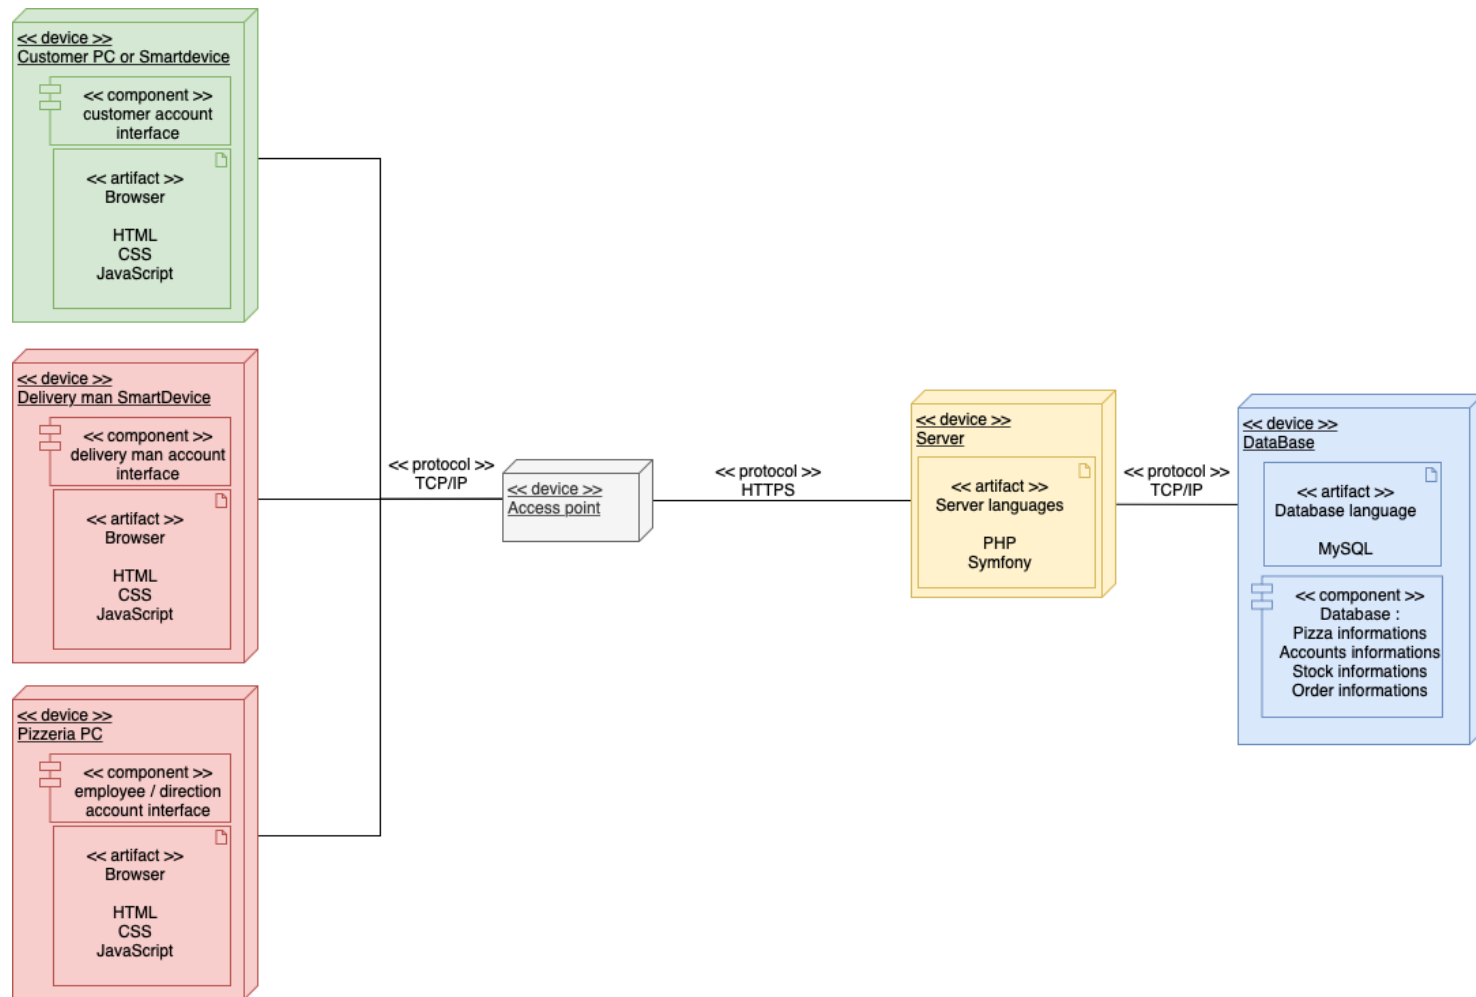 << device >>
Customer PC or Smartdevice
<< component >>
customer account
interface
<< artifact >>
Browser
HTML
CSS
JavaScript
<< device >>
Delivery man SmartDevice
<< component >>
delivery man account
interface
<< artifact >>
Browser
HTML
CSS
JavaScript
<< device >>
Pizzeria PC
<< component >>
employee / direction
account interface
<< artifact >>
Browser
HTML
CSS
JavaScript
<< protocol >>
TCP/IP
<< device >>
Access point
<< protocol >>
HTTPS
<< device >>
Server
<< artifact >>
Server languages
PHP
Symfony
<< protocol >>
TCP/IP
<< device >>
DataBase
<< artifact >>
Database language
MySQL
<< component >>
Database :
Pizza informations
Accounts informations
Stock informations
Order informations